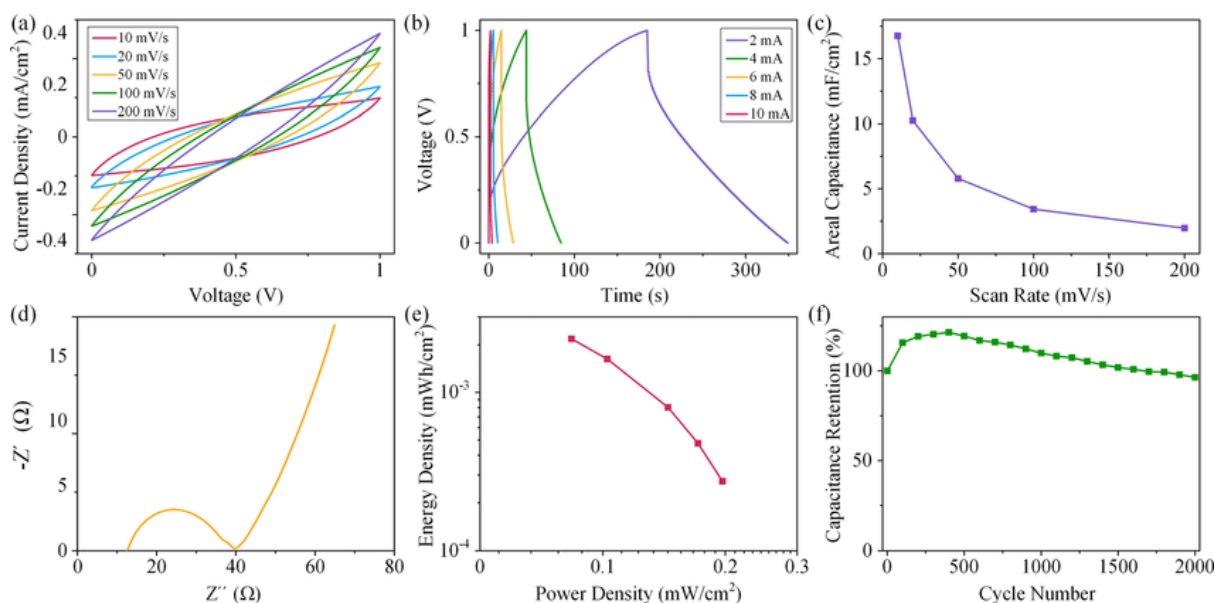 (a)
10 mV/s
20 mV/s
50 mV/s
100 mV/s
200 mV/s
Current Density (mA/cm²)
0.4
0.2
0
-0.2
-0.4
0
0.5
1
Voltage (V)
(b)
2 mA
4 mA
6 mA
8 mA
10 mA
Voltage (V)
1
0.5
0
0
100
200
300
Time (s)
(c)
Areal Capacitance (mF/cm²)
15
10
5
0
0
50
100
150
200
Scan Rate (mV/s)
(d)
-Z′ (Ω)
15
10
5
0
0
20
40
60
80
Z′′ (Ω)
(e)
Energy Density (mWh/cm²)
10⁻³
10⁻⁴
0
0.1
0.2
0.3
Power Density (mW/cm²)
(f)
Capacitance Retention (%)
100
50
0
0
500
1000
1500
2000
Cycle Number